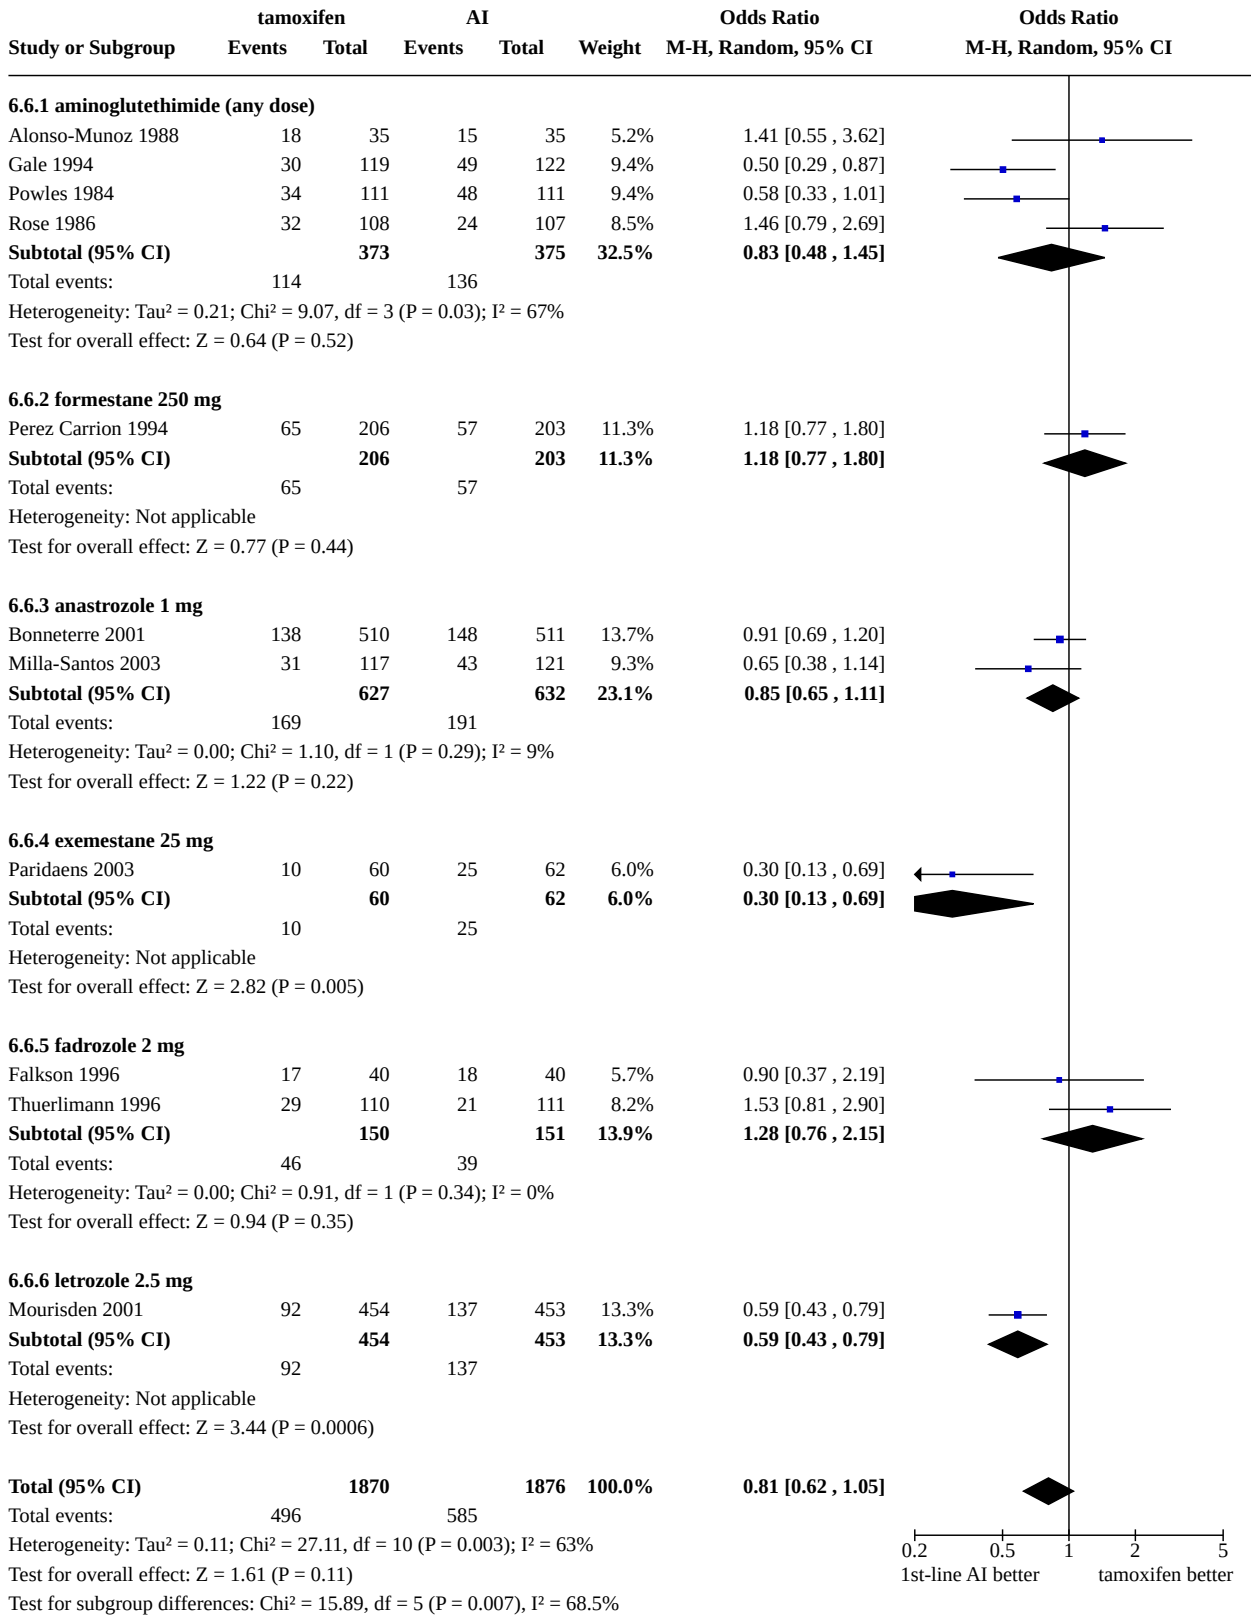 tamoxifen AI Odds Ratio Odds Ratio
Study or Subgroup Events Total Events Total Weight M-H, Random, 95% CI M-H, Random, 95% CI
6.6.1 aminoglutethimide (any dose)
Alonso-Munoz 1988 18 35 15 35 5.2% 1.41 [0.55 , 3.62]
Gale 1994 30 119 49 122 9.4% 0.50 [0.29 , 0.87]
Powles 1984 34 111 48 111 9.4% 0.58 [0.33 , 1.01]
Rose 1986 32 108 24 107 8.5% 1.46 [0.79 , 2.69]
Subtotal (95% CI) 373 375 32.5% 0.83 [0.48 , 1.45]
Total events: 114 136
Heterogeneity: Tau² = 0.21; Chi² = 9.07, df = 3 (P = 0.03); I² = 67%
Test for overall effect: Z = 0.64 (P = 0.52)
6.6.2 formestane 250 mg
Perez Carrion 1994 65 206 57 203 11.3% 1.18 [0.77 , 1.80]
Subtotal (95% CI) 206 203 11.3% 1.18 [0.77 , 1.80]
Total events: 65 57
Heterogeneity: Not applicable
Test for overall effect: Z = 0.77 (P = 0.44)
6.6.3 anastrozole 1 mg
Bonneterre 2001 138 510 148 511 13.7% 0.91 [0.69 , 1.20]
Milla-Santos 2003 31 117 43 121 9.3% 0.65 [0.38 , 1.14]
Subtotal (95% CI) 627 632 23.1% 0.85 [0.65 , 1.11]
Total events: 169 191
Heterogeneity: Tau² = 0.00; Chi² = 1.10, df = 1 (P = 0.29); I² = 9%
Test for overall effect: Z = 1.22 (P = 0.22)
6.6.4 exemestane 25 mg
Paridaens 2003 10 60 25 62 6.0% 0.30 [0.13 , 0.69]
Subtotal (95% CI) 60 62 6.0% 0.30 [0.13 , 0.69]
Total events: 10 25
Heterogeneity: Not applicable
Test for overall effect: Z = 2.82 (P = 0.005)
6.6.5 fadrozole 2 mg
Falkson 1996 17 40 18 40 5.7% 0.90 [0.37 , 2.19]
Thuerlimann 1996 29 110 21 111 8.2% 1.53 [0.81 , 2.90]
Subtotal (95% CI) 150 151 13.9% 1.28 [0.76 , 2.15]
Total events: 46 39
Heterogeneity: Tau² = 0.00; Chi² = 0.91, df = 1 (P = 0.34); I² = 0%
Test for overall effect: Z = 0.94 (P = 0.35)
6.6.6 letrozole 2.5 mg
Mourisden 2001 92 454 137 453 13.3% 0.59 [0.43 , 0.79]
Subtotal (95% CI) 454 453 13.3% 0.59 [0.43 , 0.79]
Total events: 92 137
Heterogeneity: Not applicable
Test for overall effect: Z = 3.44 (P = 0.0006)
Total (95% CI) 1870 1876 100.0% 0.81 [0.62 , 1.05]
Total events: 496 585
Heterogeneity: Tau² = 0.11; Chi² = 27.11, df = 10 (P = 0.003); I² = 63%
0.2 0.5 1 2 5
Test for overall effect: Z = 1.61 (P = 0.11) 1st-line AI better tamoxifen better
Test for subgroup differences: Chi² = 15.89, df = 5 (P = 0.007), I² = 68.5%